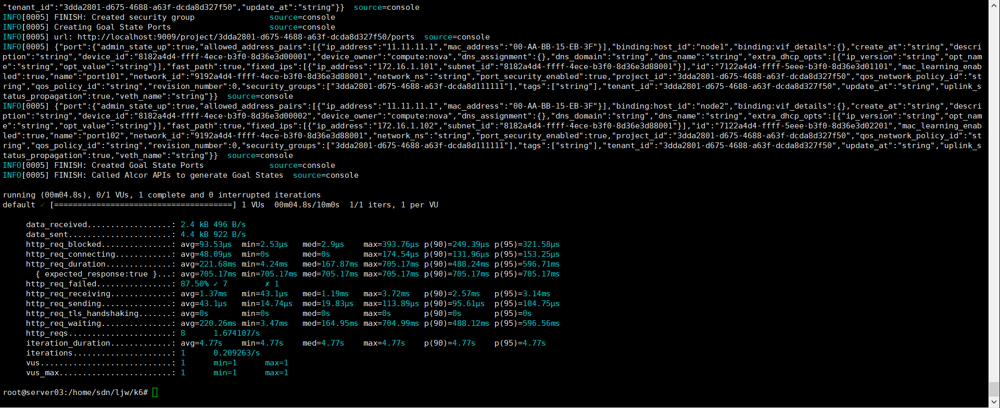 "tenant_id":"3dda2801-d675-4688-a63f-dcda8d327f50","update_at":"string"}}  source=console
INFO[0005] FINISH: Created security group                source=console
INFO[0005] Creating Goal State Ports                     source=console
INFO[0005] url: http://localhost:9009/project/3dda2801-d675-4688-a63f-dcda8d327f50/ports  source=console
INFO[0005] {"port":{"admin_state_up":true,"allowed_address_pairs":[{"ip_address":"11.11.11.1","mac_address":"00-AA-BB-15-EB-3F"}],"binding:host_id":"node1","binding:vif_details":{},"create_at":"string","descri
ption":"string","device_id":"8182a4d4-ffff-4ece-b3f0-8d36e3d00001","device_owner":"compute:nova","dns_assignment":{},"dns_domain":"string","dns_name":"string","extra_dhcp_opts":[{"ip_version":"string","opt_nam
e":"string","opt_value":"string"}],"fast_path":true,"fixed_ips":[{"ip_address":"172.16.1.101","subnet_id":"8182a4d4-ffff-4ece-b3f0-8d36e3d88001"}],"id":"7122a4d4-ffff-5eee-b3f0-8d36e3d01101","mac_learning_enab
led":true,"name":"port101","network_id":"9192a4d4-ffff-4ece-b3f0-8d36e3d88001","network_ns":"string","port_security_enabled":true,"project_id":"3dda2801-d675-4688-a63f-dcda8d327f50","qos_network_policy_id":"st
ring","qos_policy_id":"string","revision_number":0,"security_groups":["3dda2801-d675-4688-a63f-dcda8d111111"],"tags":["string"],"tenant_id":"3dda2801-d675-4688-a63f-dcda8d327f50","update_at":"string","uplink_s
tatus_propagation":true,"veth_name":"string"}}  source=console
INFO[0005] {"port":{"admin_state_up":true,"allowed_address_pairs":[{"ip_address":"11.11.11.1","mac_address":"00-AA-BB-15-EB-3F"}],"binding:host_id":"node2","binding:vif_details":{},"create_at":"string","descri
ption":"string","device_id":"8182a4d4-ffff-4ece-b3f0-8d36e3d00002","device_owner":"compute:nova","dns_assignment":{},"dns_domain":"string","dns_name":"string","extra_dhcp_opts":[{"ip_version":"string","opt_nam
e":"string","opt_value":"string"}],"fast_path":true,"fixed_ips":[{"ip_address":"172.16.1.102","subnet_id":"8182a4d4-ffff-4ece-b3f0-8d36e3d88001"}],"id":"7122a4d4-ffff-5eee-b3f0-8d36e3d02201","mac_learning_enab
led":true,"name":"port102","network_id":"9192a4d4-ffff-4ece-b3f0-8d36e3d88001","network_ns":"string","port_security_enabled":true,"project_id":"3dda2801-d675-4688-a63f-dcda8d327f50","qos_network_policy_id":"st
ring","qos_policy_id":"string","revision_number":0,"security_groups":["3dda2801-d675-4688-a63f-dcda8d111111"],"tags":["string"],"tenant_id":"3dda2801-d675-4688-a63f-dcda8d327f50","update_at":"string","uplink_s
tatus_propagation":true,"veth_name":"string"}}  source=console
INFO[0005] FINISH: Created Goal State Ports              source=console
INFO[0005] FINISH: Called Alcor APIs to generate Goal States  source=console
running (00m04.8s), 0/1 VUs, 1 complete and 0 interrupted iterations
default ✓ [======================================] 1 VUs  00m04.8s/10m0s  1/1 iters, 1 per VU
data_received..................: 2.4 kB 496 B/s
data_sent......................: 4.4 kB 922 B/s
http_req_blocked...............: avg=93.53µs  min=2.53µs   med=2.9µs    max=393.76µs p(90)=249.39µs p(95)=321.58µs
http_req_connecting............: avg=48.09µs  min=0s       med=0s       max=174.54µs p(90)=131.96µs p(95)=153.25µs
http_req_duration..............: avg=221.68ms min=4.24ms   med=167.87ms max=705.17ms p(90)=488.24ms p(95)=596.71ms
{ expected_response:true }...: avg=705.17ms min=705.17ms med=705.17ms max=705.17ms p(90)=705.17ms p(95)=705.17ms
http_req_failed................: 87.50% ✓ 7        ✗ 1
http_req_receiving.............: avg=1.37ms   min=43.1µs   med=1.19ms   max=3.72ms   p(90)=2.57ms   p(95)=3.14ms
http_req_sending...............: avg=43.1µs   min=14.74µs  med=19.83µs  max=113.89µs p(90)=95.61µs  p(95)=104.75µs
http_req_tls_handshaking.......: avg=0s       min=0s       med=0s       max=0s       p(90)=0s       p(95)=0s
http_req_waiting...............: avg=220.26ms min=3.47ms   med=164.95ms max=704.99ms p(90)=488.12ms p(95)=596.56ms
http_reqs......................: 8      1.674107/s
iteration_duration.............: avg=4.77s    min=4.77s    med=4.77s    max=4.77s    p(90)=4.77s    p(95)=4.77s
iterations.....................: 1      0.209263/s
vus............................: 1      min=1      max=1
vus_max........................: 1      min=1      max=1
root@server03:/home/sdn/ljw/k6#